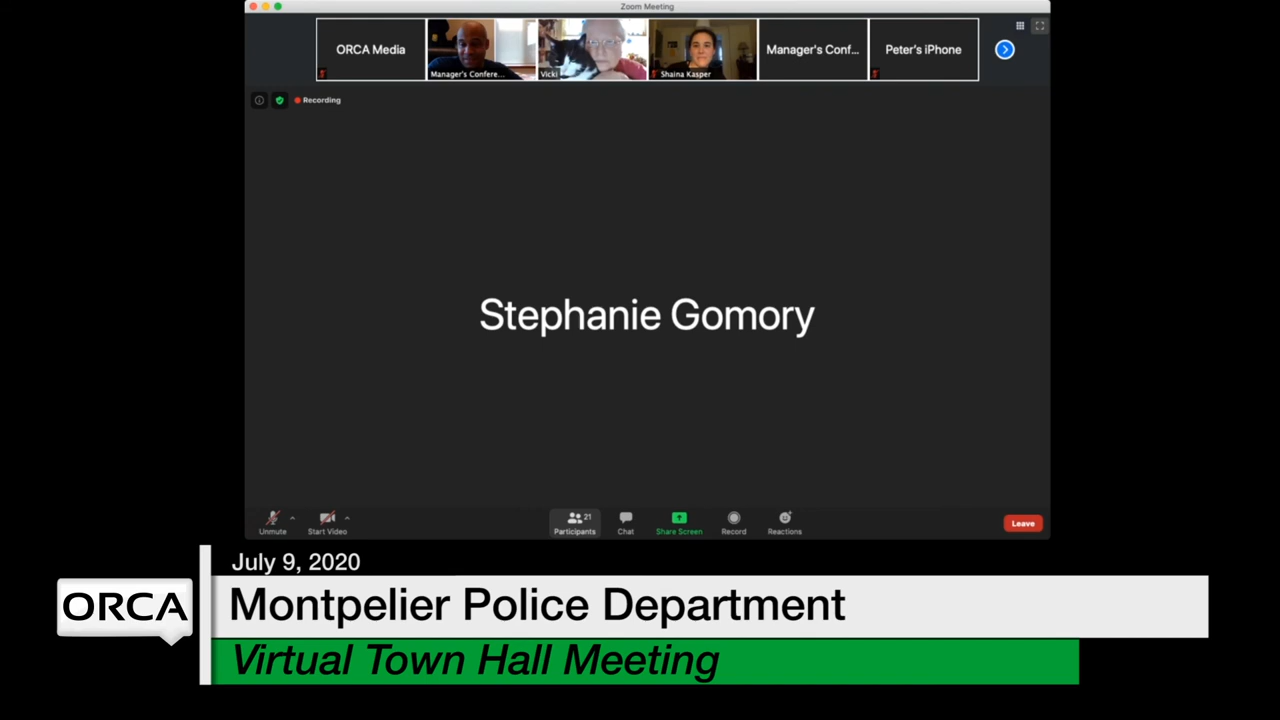 Zoom Meeting
ORCA Media
Manager's Confere...
Vicki
Shaina Kasper
Manager's Conf...
Peter's iPhone
Recording
Stephanie Gomory
Unmute
Start Video
21
Participants
Chat
Share Screen
Record
Reactions
Leave
July 9, 2020
ORCA
Montpelier Police Department
Virtual Town Hall Meeting